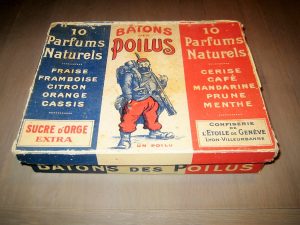 10
Parfums
Naturels
FRAISE
FRAMBOISE
CITRON
ORANGE
CASSIS
SUCRE d'ORGE
EXTRA
BÂTONS
DES
POILUS
UN POILU
10
Parfums
Naturels
CERISE
CAFÉ
MANDARINE
PRUNE
MENTHE
CONFISERIE
DE
L'ETOILE DE GENÈVE
LYON-VILLEURBANNE
BATONS DES POILUS